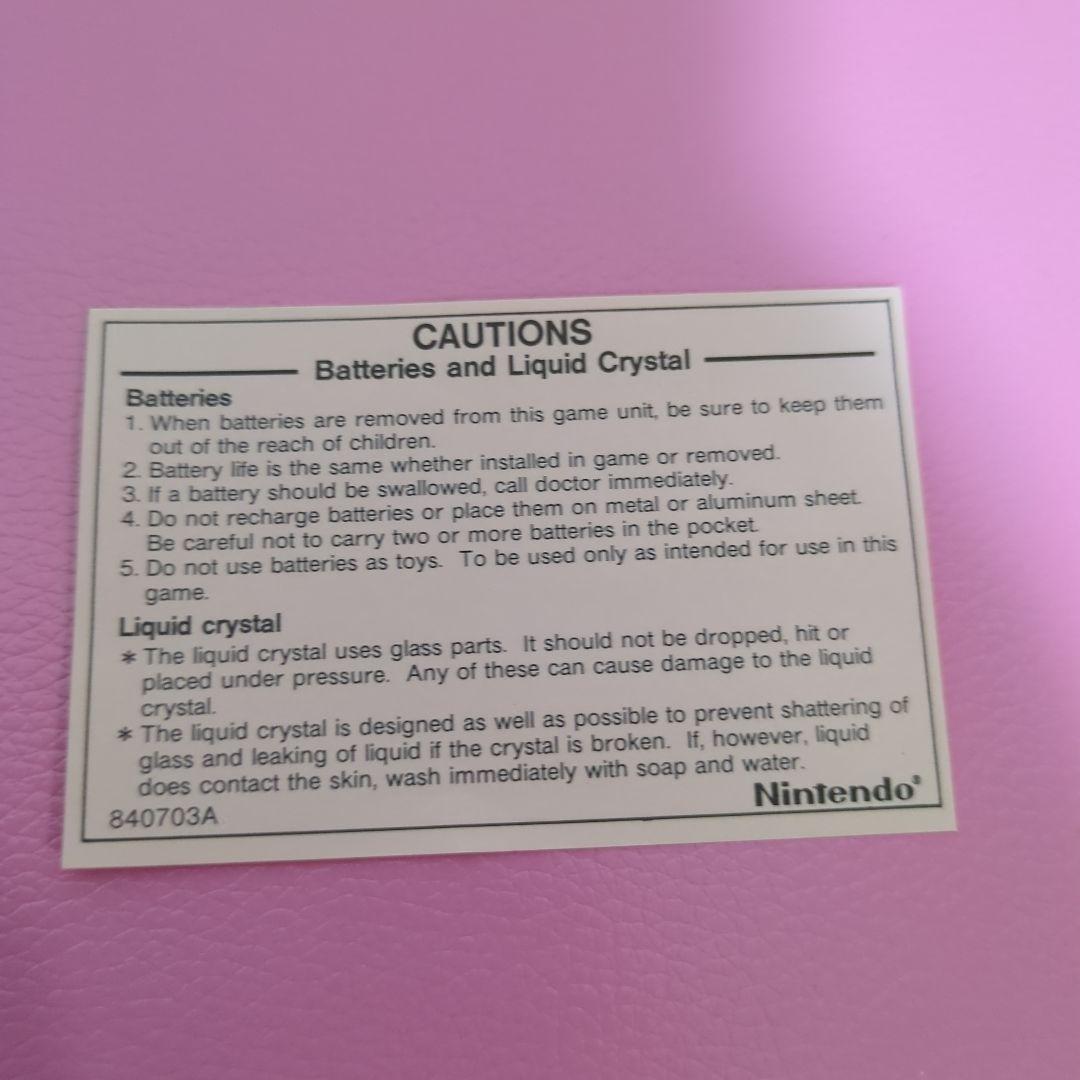 CAUTIONS
Batteries and Liquid Crystal
Batteries
1. When batteries are removed from this game unit, be sure to keep them
out of the reach of children.
2. Battery life is the same whether installed in game or removed.
3. If a battery should be swallowed, call doctor immediately.
4. Do not recharge batteries or place them on metal or aluminum sheet.
Be careful not to carry two or more batteries in the pocket.
5. Do not use batteries as toys. To be used only as intended for use in this
game.
Liquid crystal
* The liquid crystal uses glass parts. It should not be dropped, hit or
placed under pressure. Any of these can cause damage to the liquid
crystal.
* The liquid crystal is designed as well as possible to prevent shattering of
glass and leaking of liquid if the crystal is broken. If, however, liquid
does contact the skin, wash immediately with soap and water.
Nintendo®
840703A